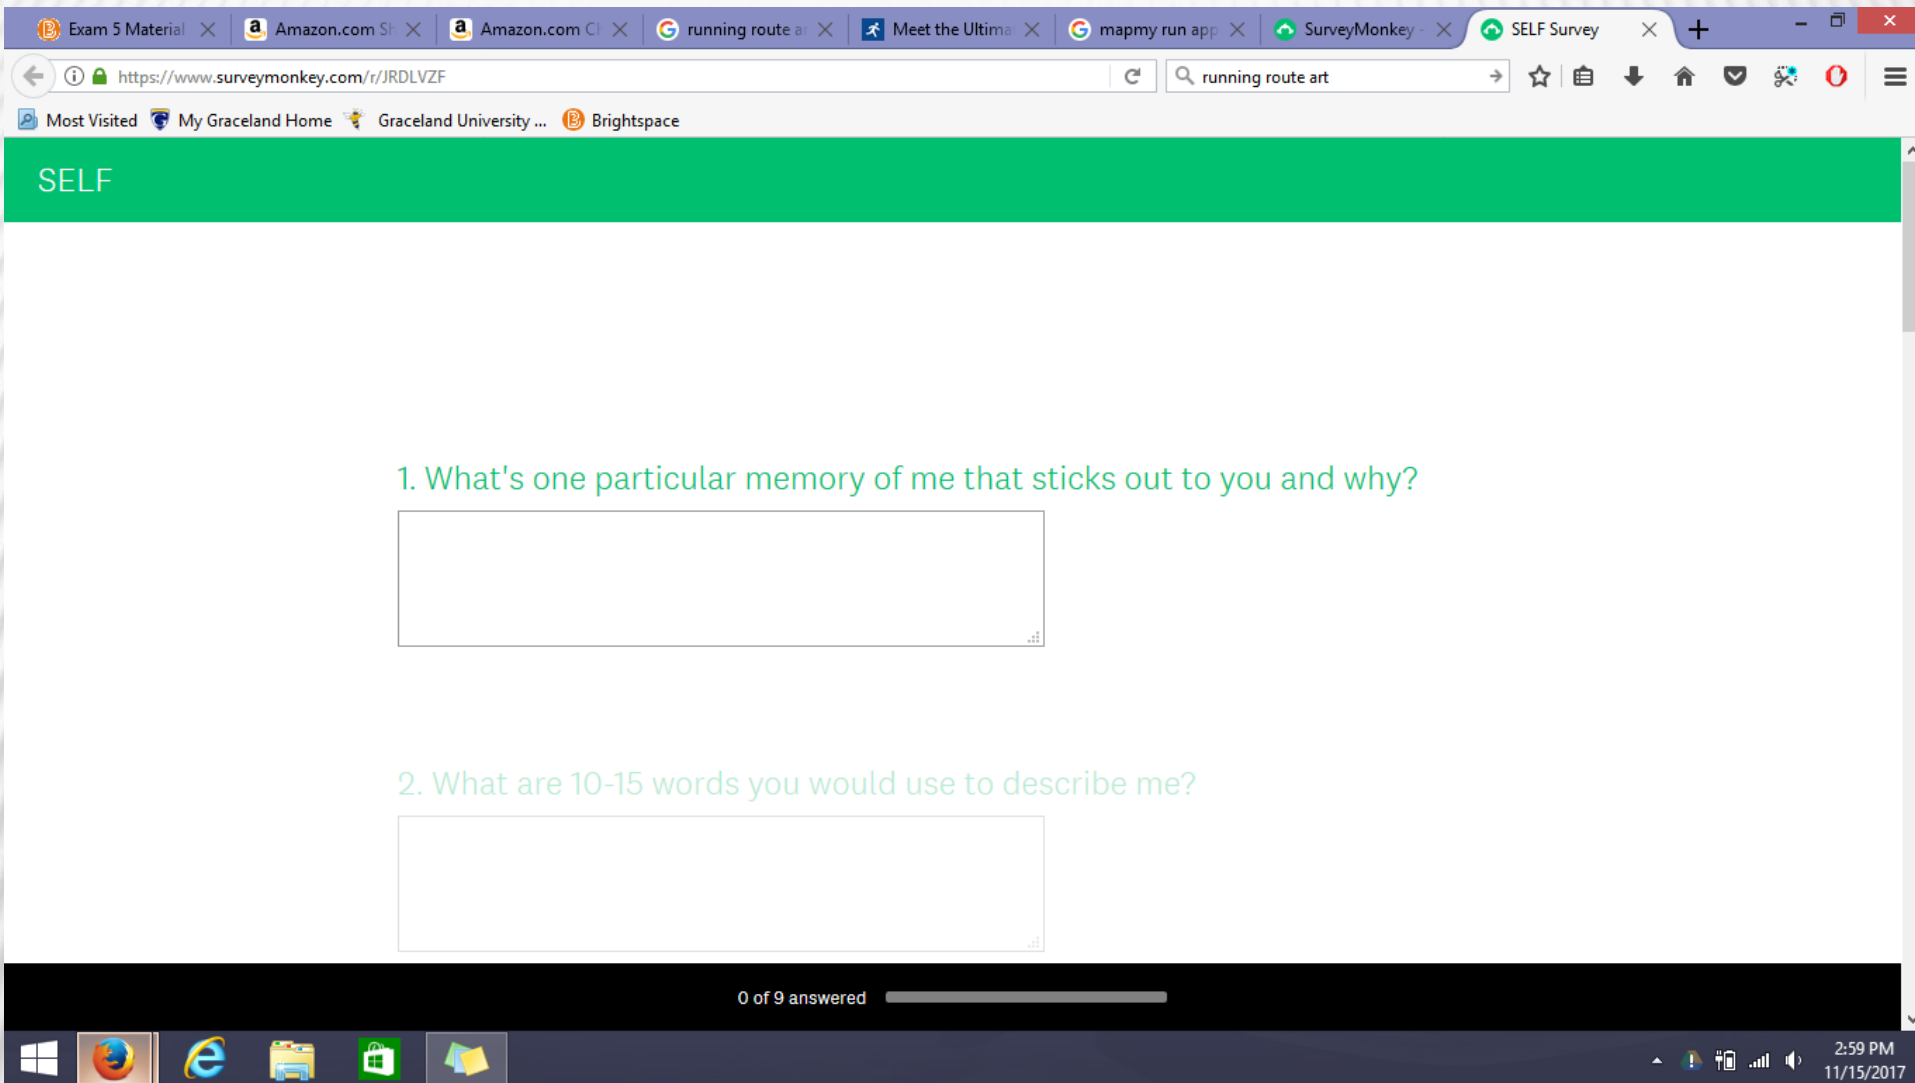 Exam 5 Material
Amazon.com Sh
Amazon.com Ch
running route ar
Meet the Ultima
mapmy run app
SurveyMonkey -
SELF Survey
https://www.surveymonkey.com/r/JRDLVZF
running route art
Most Visited
My Graceland Home
Graceland University ...
Brightspace
SELF
1. What's one particular memory of me that sticks out to you and why?
2. What are 10-15 words you would use to describe me?
0 of 9 answered
2:59 PM
11/15/2017